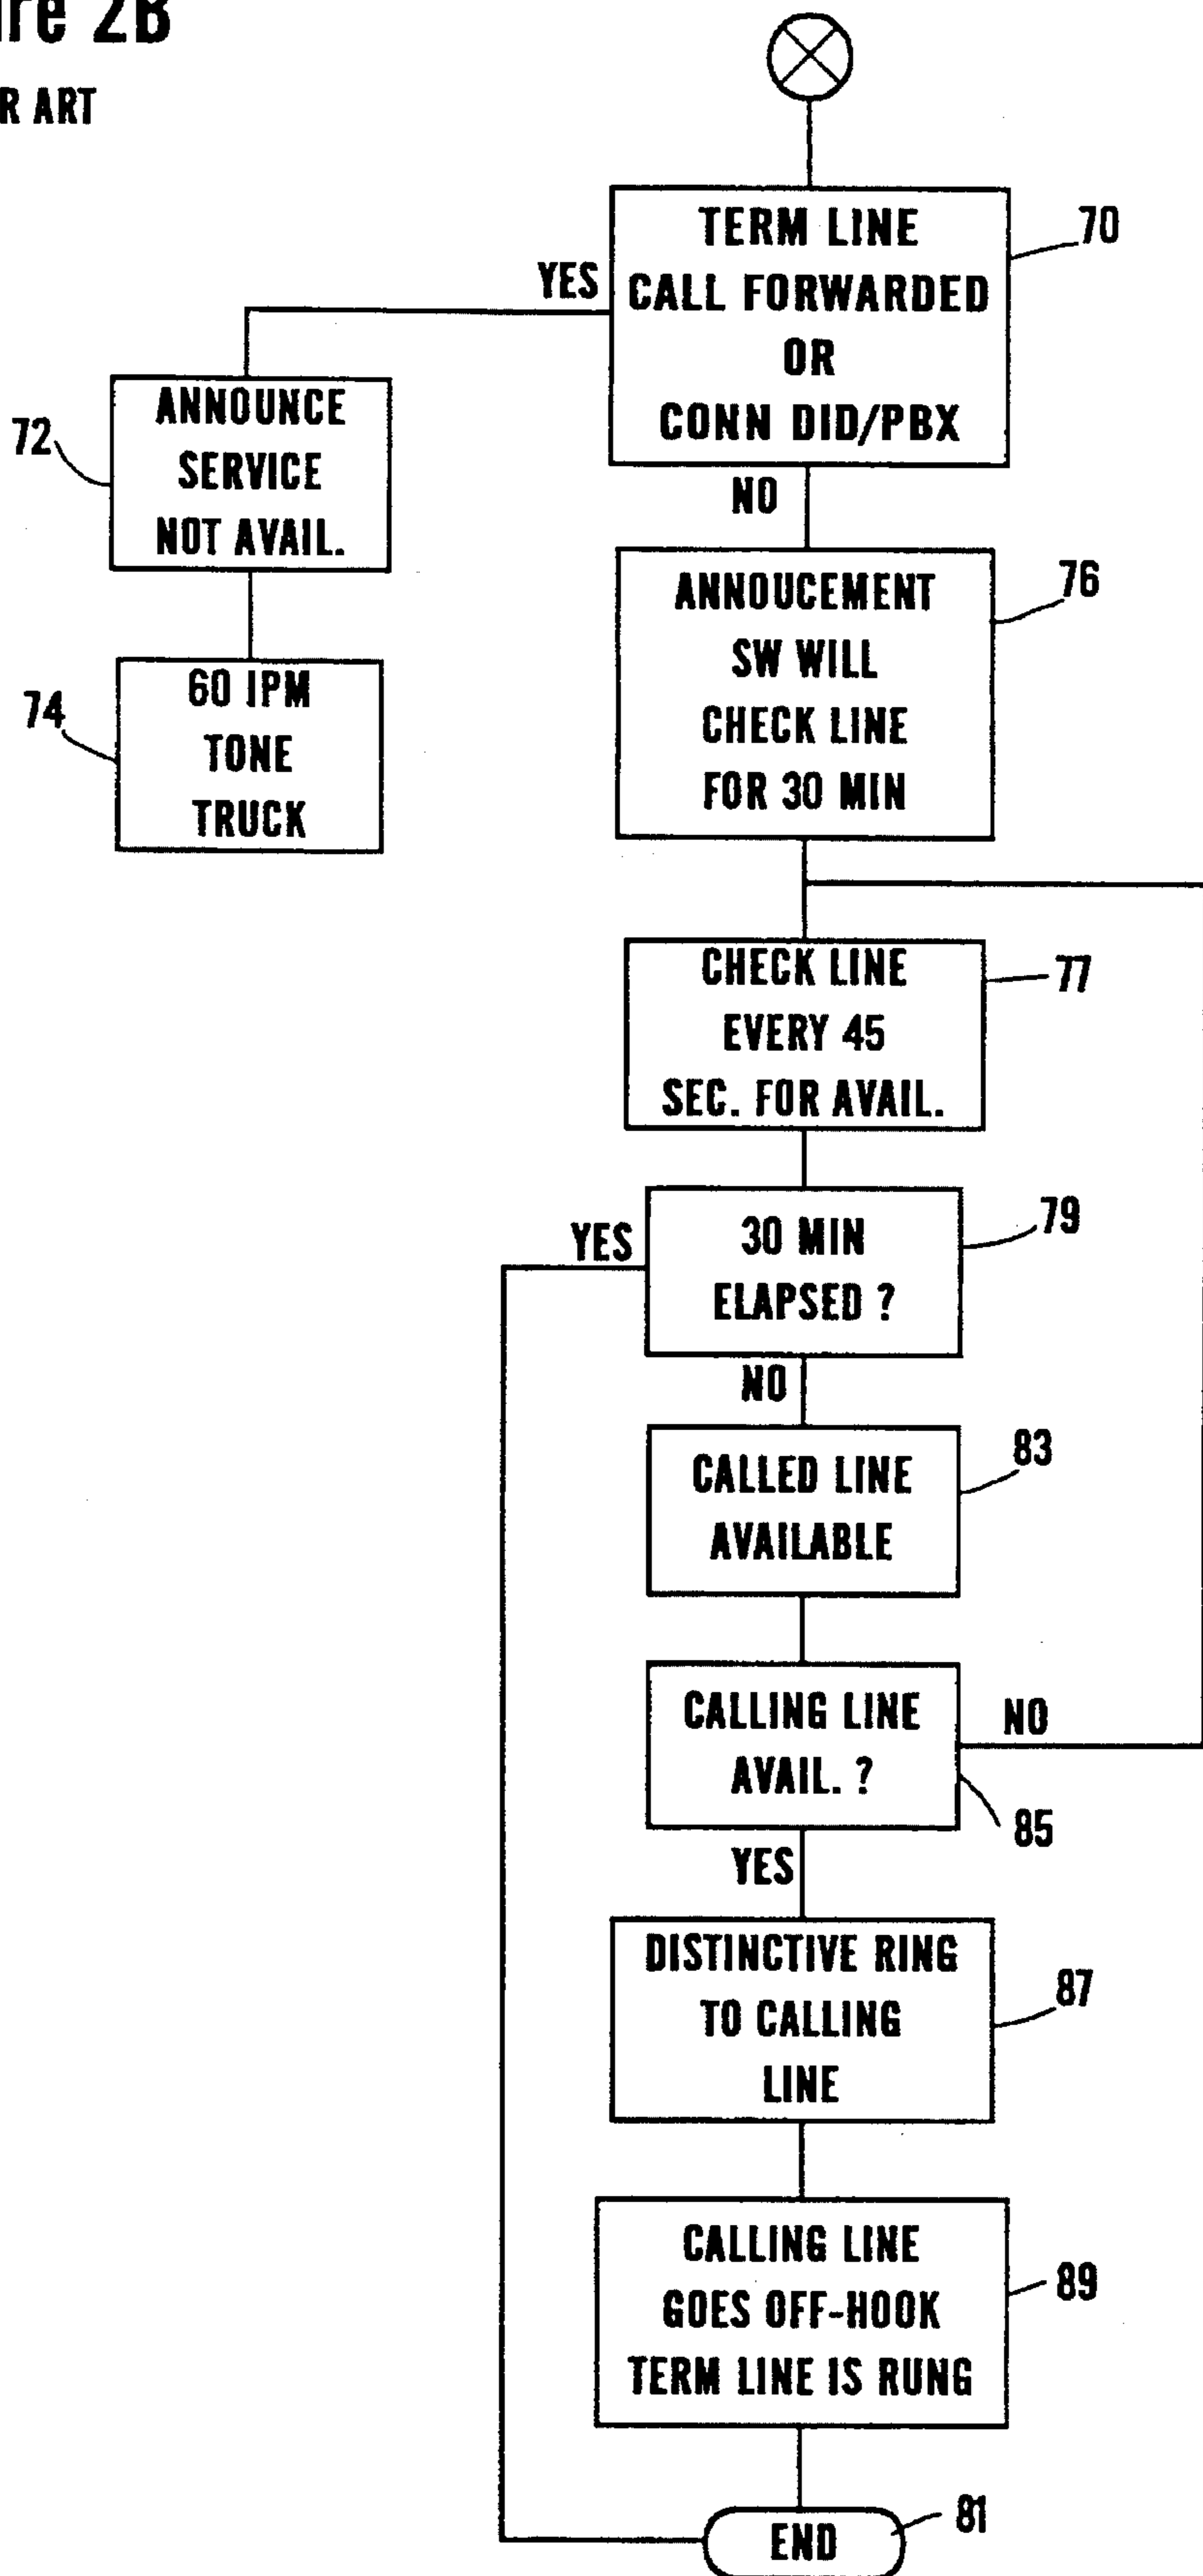 2B
ART
TERM LINE
CALL FORWARDED
OR
CONN DID/PBX
70
YES
ANNOUNCE
SERVICE
NOT AVAIL.
72
NO
ANNOUCEMENT
SW WILL
CHECK LINE
FOR 30 MIN
76
60 IPM
TONE
TRUCK
74
CHECK LINE
EVERY 45
SEC. FOR AVAIL.
77
30 MIN
ELAPSED ?
79
YES
NO
CALLED LINE
AVAILABLE
83
CALLING LINE
AVAIL. ?
NO
85
YES
DISTINCTIVE RING
TO CALLING
LINE
87
CALLING LINE
GOES OFF-HOOK
TERM LINE IS RUNG
89
END
81